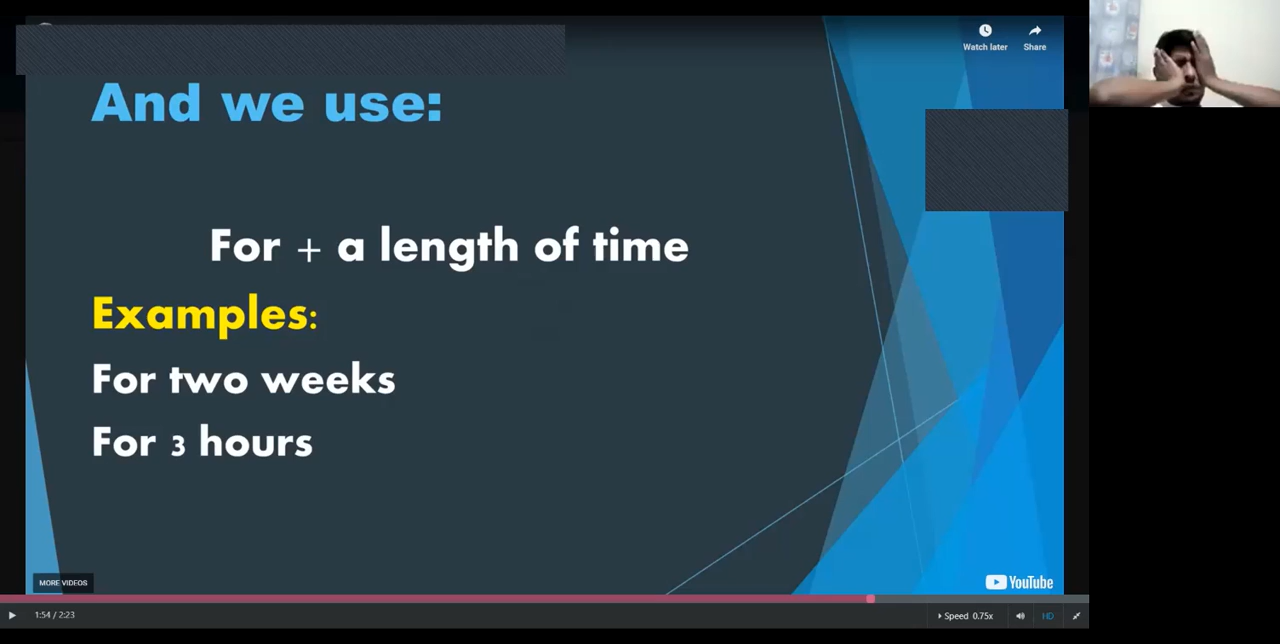 Watch later
Share
And we use:
For + a length of time
Examples:
For two weeks
For 3 hours
MORE VIDEOS
YouTube
1:54 / 2:23
Speed 0.75x
HD